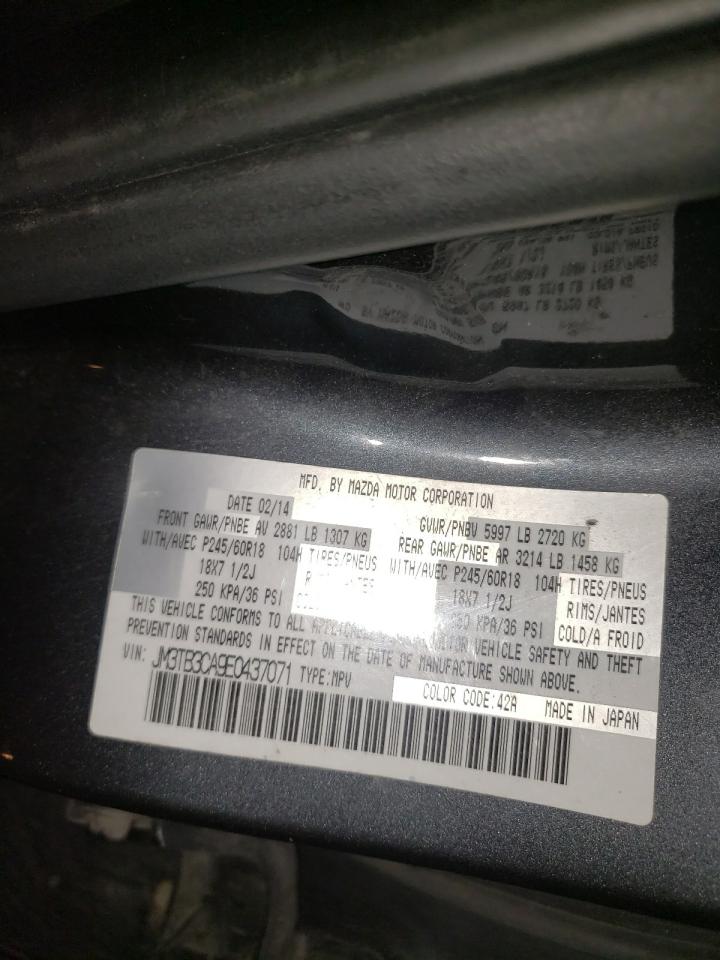 MFD. BY MAZDA MOTOR CORPORATION
DATE 02/14 GVWR/PNBV 5997 LB 2720 KG
FRONT GAWR/PNBE AV 2881 LB 1307 KG REAR GAWR/PNBE AR 3214 LB 1458 KG
WITH/AVEC P245/60R18 104H TIRES/PNEUS WITH/AVEC P245/60R18 104H TIRES/PNEUS
18X7 1/2J 18X7 1/2J RIMS/JANTES
250 KPA/36 PSI KPA/36 PSI COLD/A FROID
THIS VEHICLE CONFORMS TO ALL VEHICLE SAFETY AND THEFT
PREVENTION STANDARDS IN EFFECT ON THE DATE OF MANUFACTURE SHOWN ABOVE.
VIN: JM3TB3CA9E0437071 TYPE:MPV
COLOR CODE:42A MADE IN JAPAN